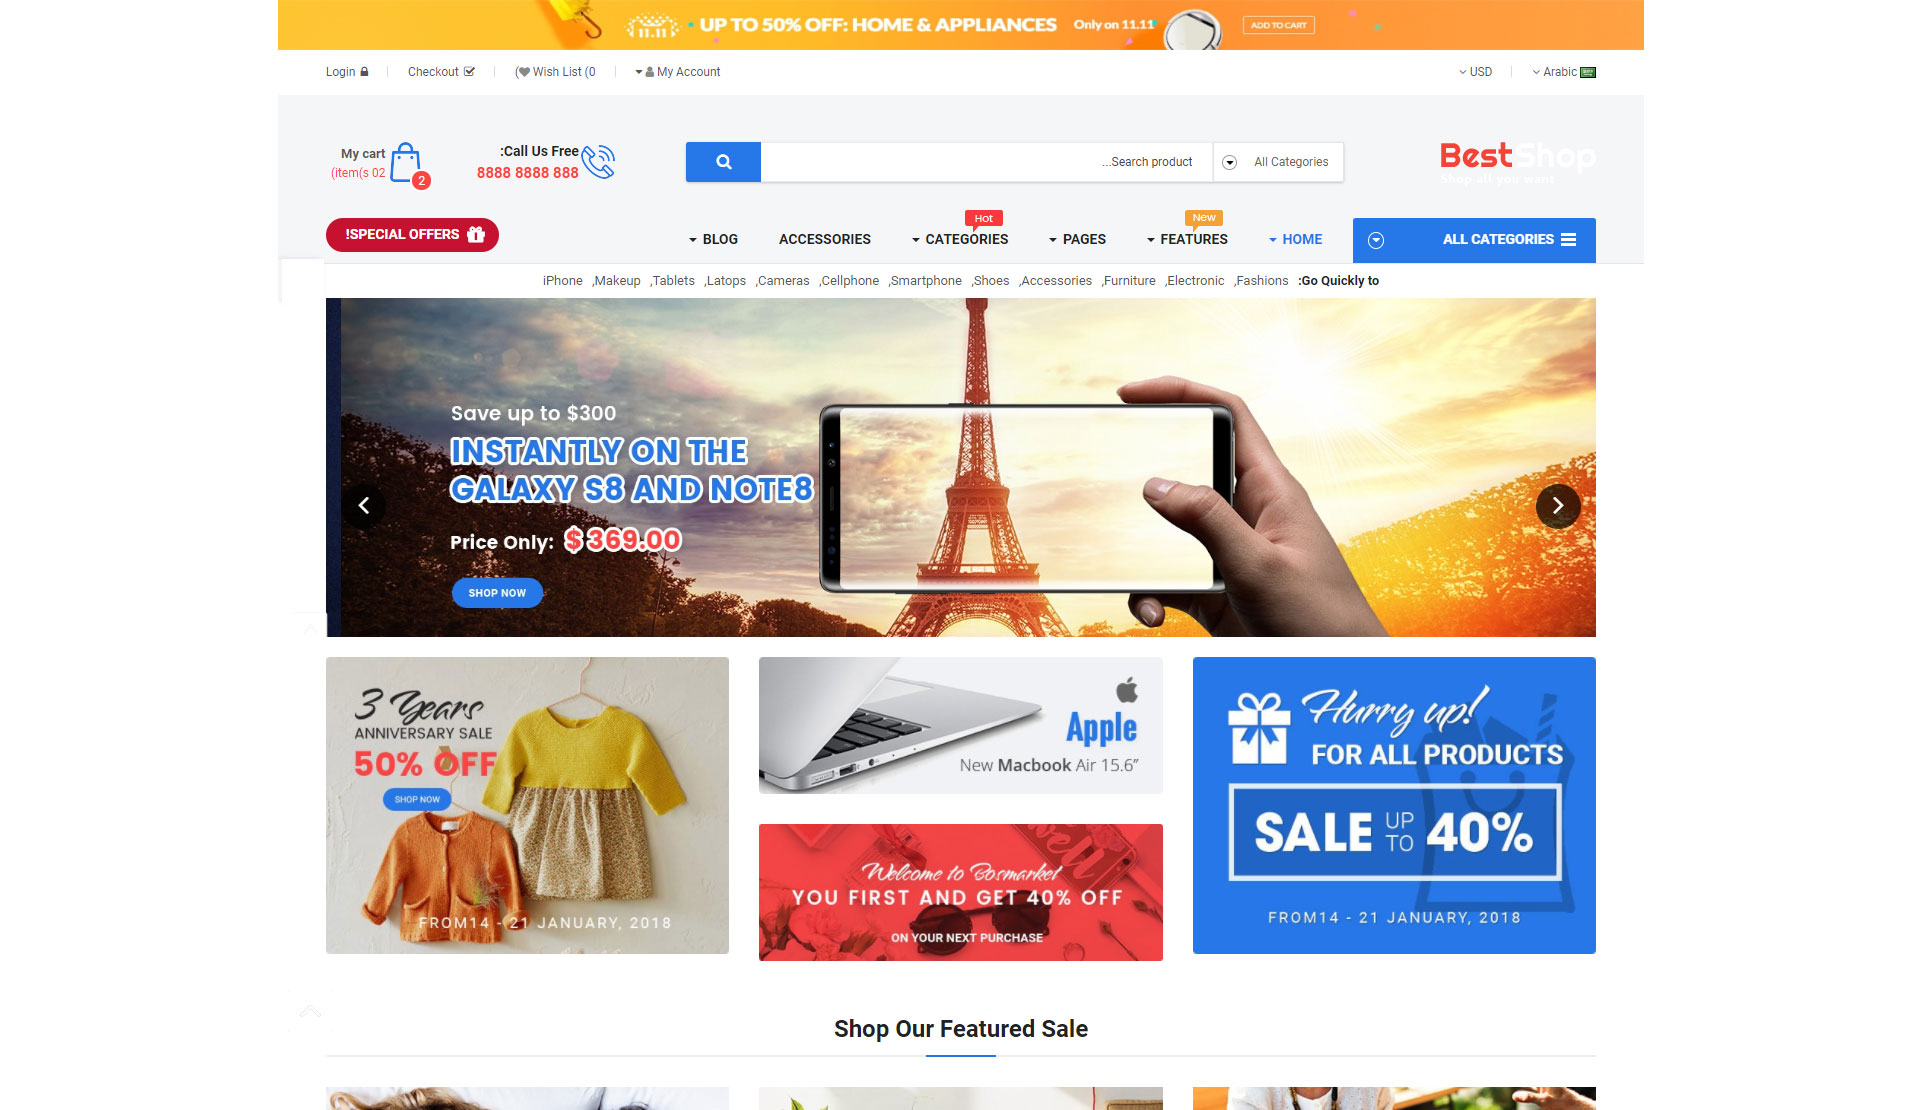 11.11 UP TO 50% OFF: HOME & APPLIANCES Only on 11.11 ADD TO CART
Login Checkout (Wish List (0 My Account USD Arabic
My cart
(item(s 02
2
:Call Us Free
8888 8888 888
...Search product All Categories
BestShop
Shop all you want
!SPECIAL OFFERS
Hot
New
BLOG ACCESSORIES CATEGORIES PAGES FEATURES HOME ALL CATEGORIES
iPhone ,Makeup ,Tablets ,Latops ,Cameras ,Cellphone ,Smartphone ,Shoes ,Accessories ,Furniture ,Electronic ,Fashions :Go Quickly to
Save up to $300
INSTANTLY ON THE
GALAXY S8 AND NOTE8
Price Only: $369.00
SHOP NOW
3 Years
ANNIVERSARY SALE
50% OFF
SHOP NOW
FROM14 - 21 JANUARY, 2018
Apple
New Macbook Air 15.6”
Welcome to Bosmarket
YOU FIRST AND GET 40% OFF
ON YOUR NEXT PURCHASE
Hurry up!
FOR ALL PRODUCTS
SALE UP TO 40%
FROM14 - 21 JANUARY, 2018
Shop Our Featured Sale